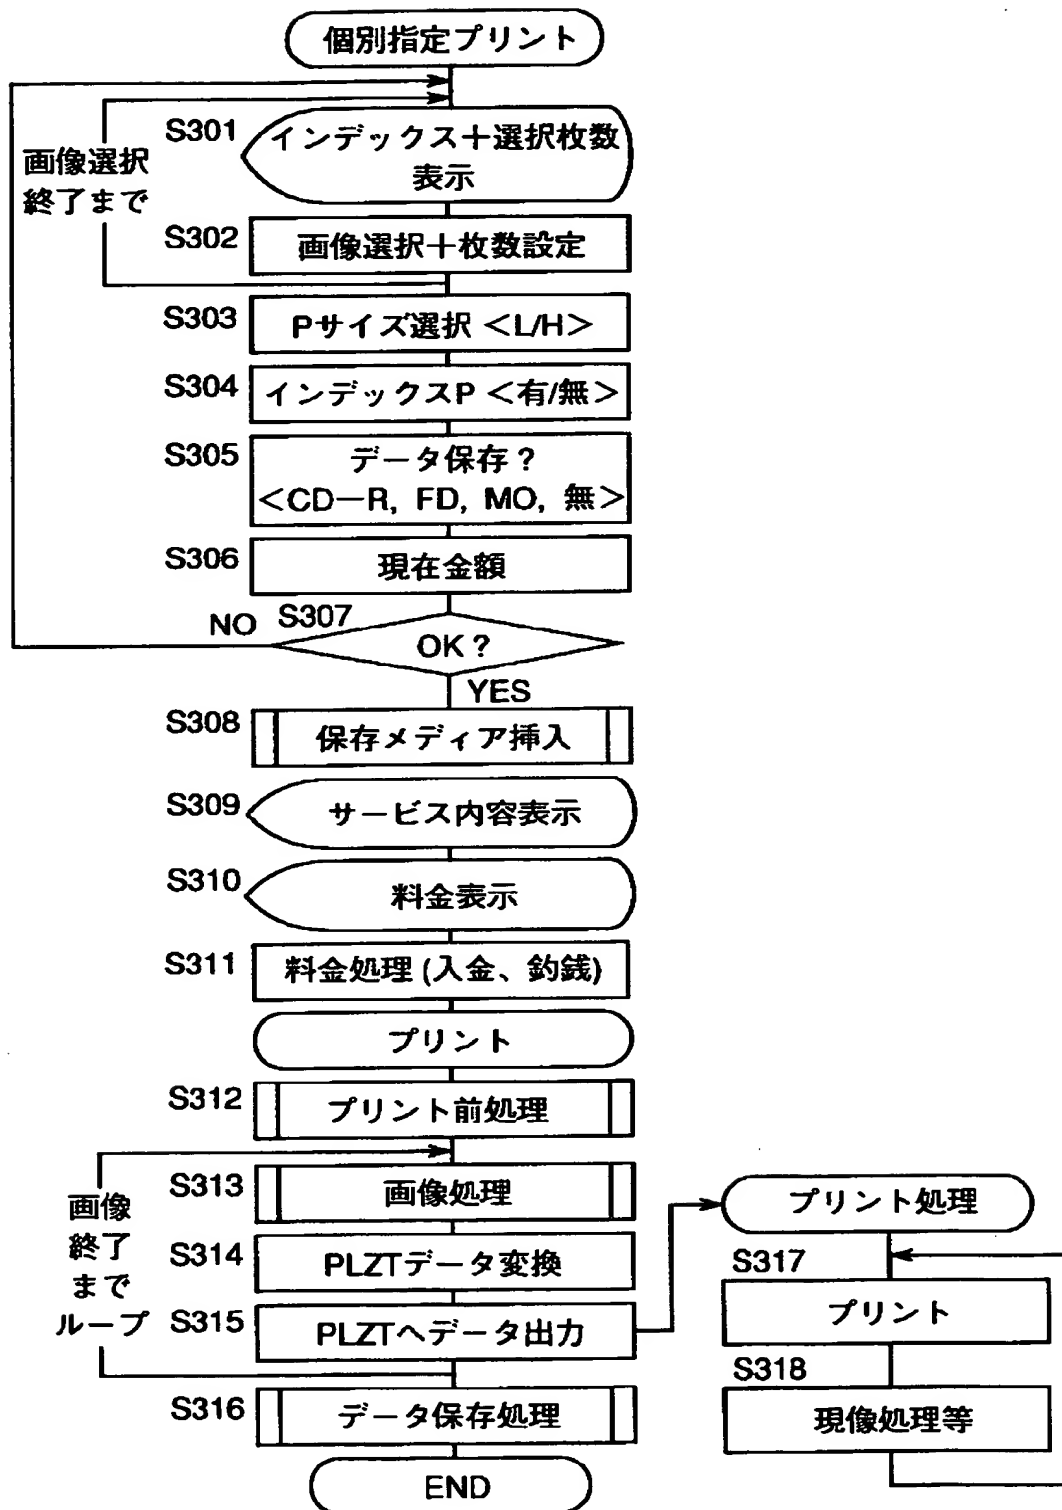 個別指定プリント
S301
インデックス＋選択枚数
表示
画像選択
終了まで
S302
画像選択＋枚数設定
S303
Pサイズ選択 ＜L/H＞
S304
インデックスP ＜有/無＞
S305
データ保存？
＜CD－R, FD, MO, 無＞
S306
現在金額
NO
S307
OK？
YES
S308
保存メディア挿入
S309
サービス内容表示
S310
料金表示
S311
料金処理 (入金、釣銭)
プリント
S312
プリント前処理
画像
終了
まで
ループ
S313
画像処理
S314
PLZTデータ変換
S315
PLZTへデータ出力
S316
データ保存処理
END
プリント処理
S317
プリント
S318
現像処理等